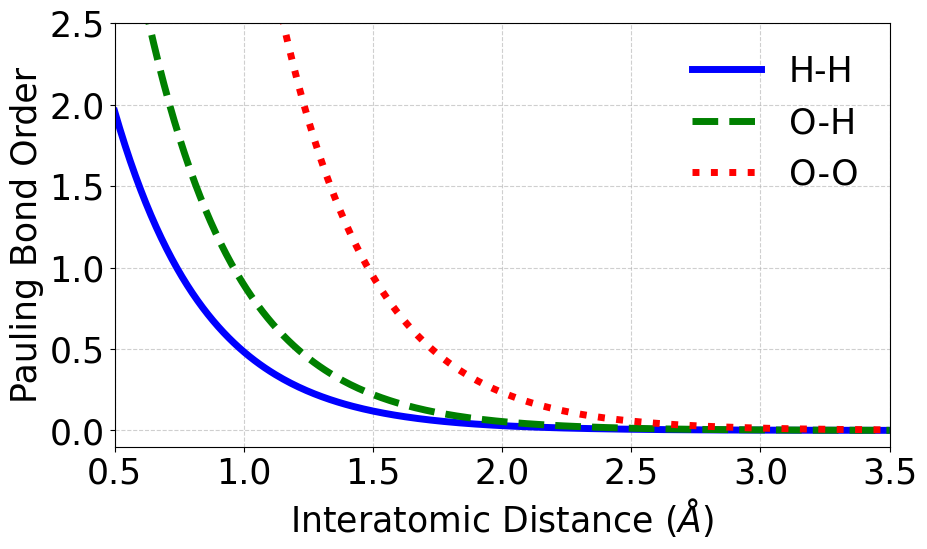 2.5
2.0
1.5
1.0
0.5
0.0
Pauling Bond Order
H-H
O-H
O-O
0.5 1.0 1.5 2.0 2.5 3.0 3.5
Interatomic Distance (Å)